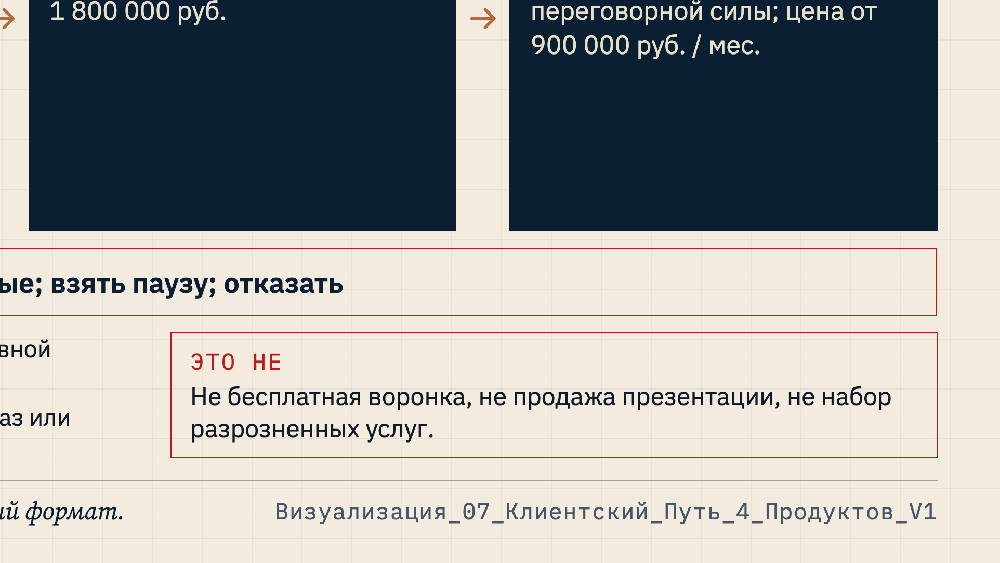 1 800 000 руб.
переговорной силы; цена от
900 000 руб. / мес.
ые; взять паузу; отказать
вной
аз или
ЭТО НЕ
Не бесплатная воронка, не продажа презентации, не набор
разрозненных услуг.
ый формат.
Визуализация_07_Клиентский_Путь_4_Продуктов_V1